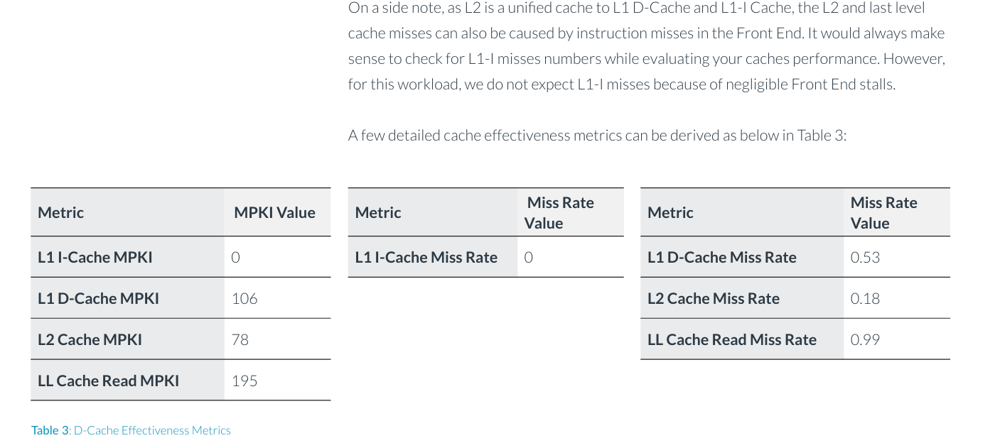 On a side note, as L2 is a unified cache to L1 D-Cache and L1-I Cache, the L2 and last level
cache misses can also be caused by instruction misses in the Front End. It would always make
sense to check for L1-I misses numbers while evaluating your caches performance. However,
for this workload, we do not expect L1-I misses because of negligible Front End stalls.
A few detailed cache effectiveness metrics can be derived as below in Table 3:
Metric MPKI Value
L1 I-Cache MPKI 0
L1 D-Cache MPKI 106
L2 Cache MPKI 78
LL Cache Read MPKI 195
Metric Miss Rate
Value
L1 I-Cache Miss Rate 0
Metric Miss Rate
Value
L1 D-Cache Miss Rate 0.53
L2 Cache Miss Rate 0.18
LL Cache Read Miss Rate 0.99
Table 3: D-Cache Effectiveness Metrics